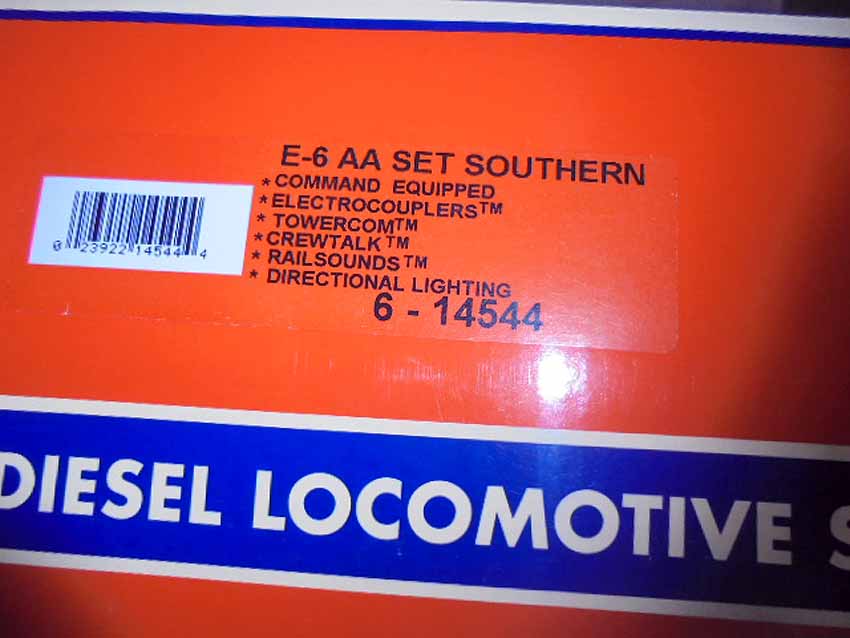 E-6 AA SET SOUTHERN
*COMMAND EQUIPPED
*ELECTROCOUPLERS™
* TOWERCOM™
*CREWTALK™
* RAILSOUNDS™
* DIRECTIONAL LIGHTING
6 - 14544
0 23922 14544 4
DIESEL LOCOMOTIVE S